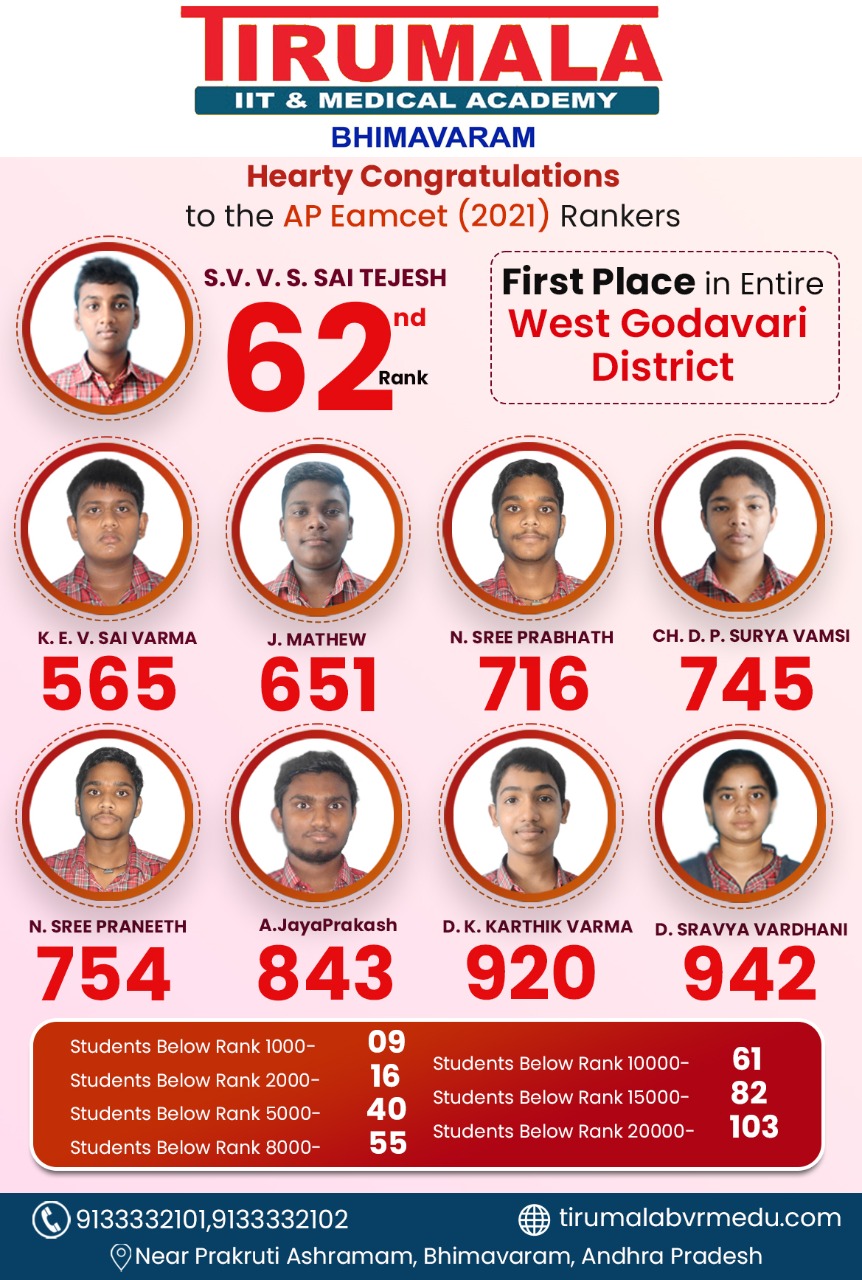 TIRUMALA
IIT & MEDICAL ACADEMY
BHIMAVARAM
Hearty Congratulations
to the AP Eamcet (2021) Rankers
S.V. V. S. SAI TEJESH
62nd
Rank
First Place in Entire
West Godavari
District
K. E. V. SAI VARMA
565
J. MATHEW
651
N. SREE PRABHATH
716
CH. D. P. SURYA VAMSI
745
N. SREE PRANEETH
754
A.JayaPrakash
843
D. K. KARTHIK VARMA
920
D. SRAVYA VARDHANI
942
Students Below Rank 1000- 09
Students Below Rank 2000- 16
Students Below Rank 5000- 40
Students Below Rank 8000- 55
Students Below Rank 10000- 61
Students Below Rank 15000- 82
Students Below Rank 20000- 103
9133332101,9133332102
tirumalabvrmedu.com
Near Prakruti Ashramam, Bhimavaram, Andhra Pradesh